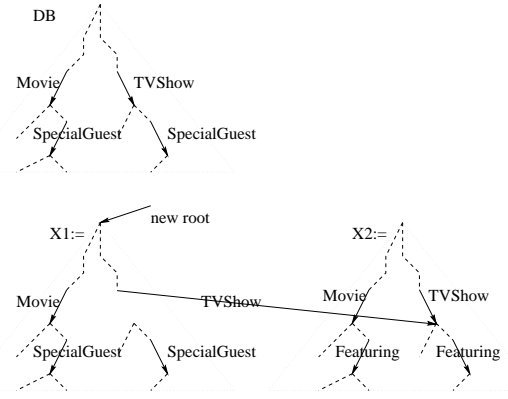 DB
Movie TVShow
SpecialGuest SpecialGuest
new root
X1:= X2:=
Movie TVShow Movie TVShow
SpecialGuest SpecialGuest Featuring Featuring